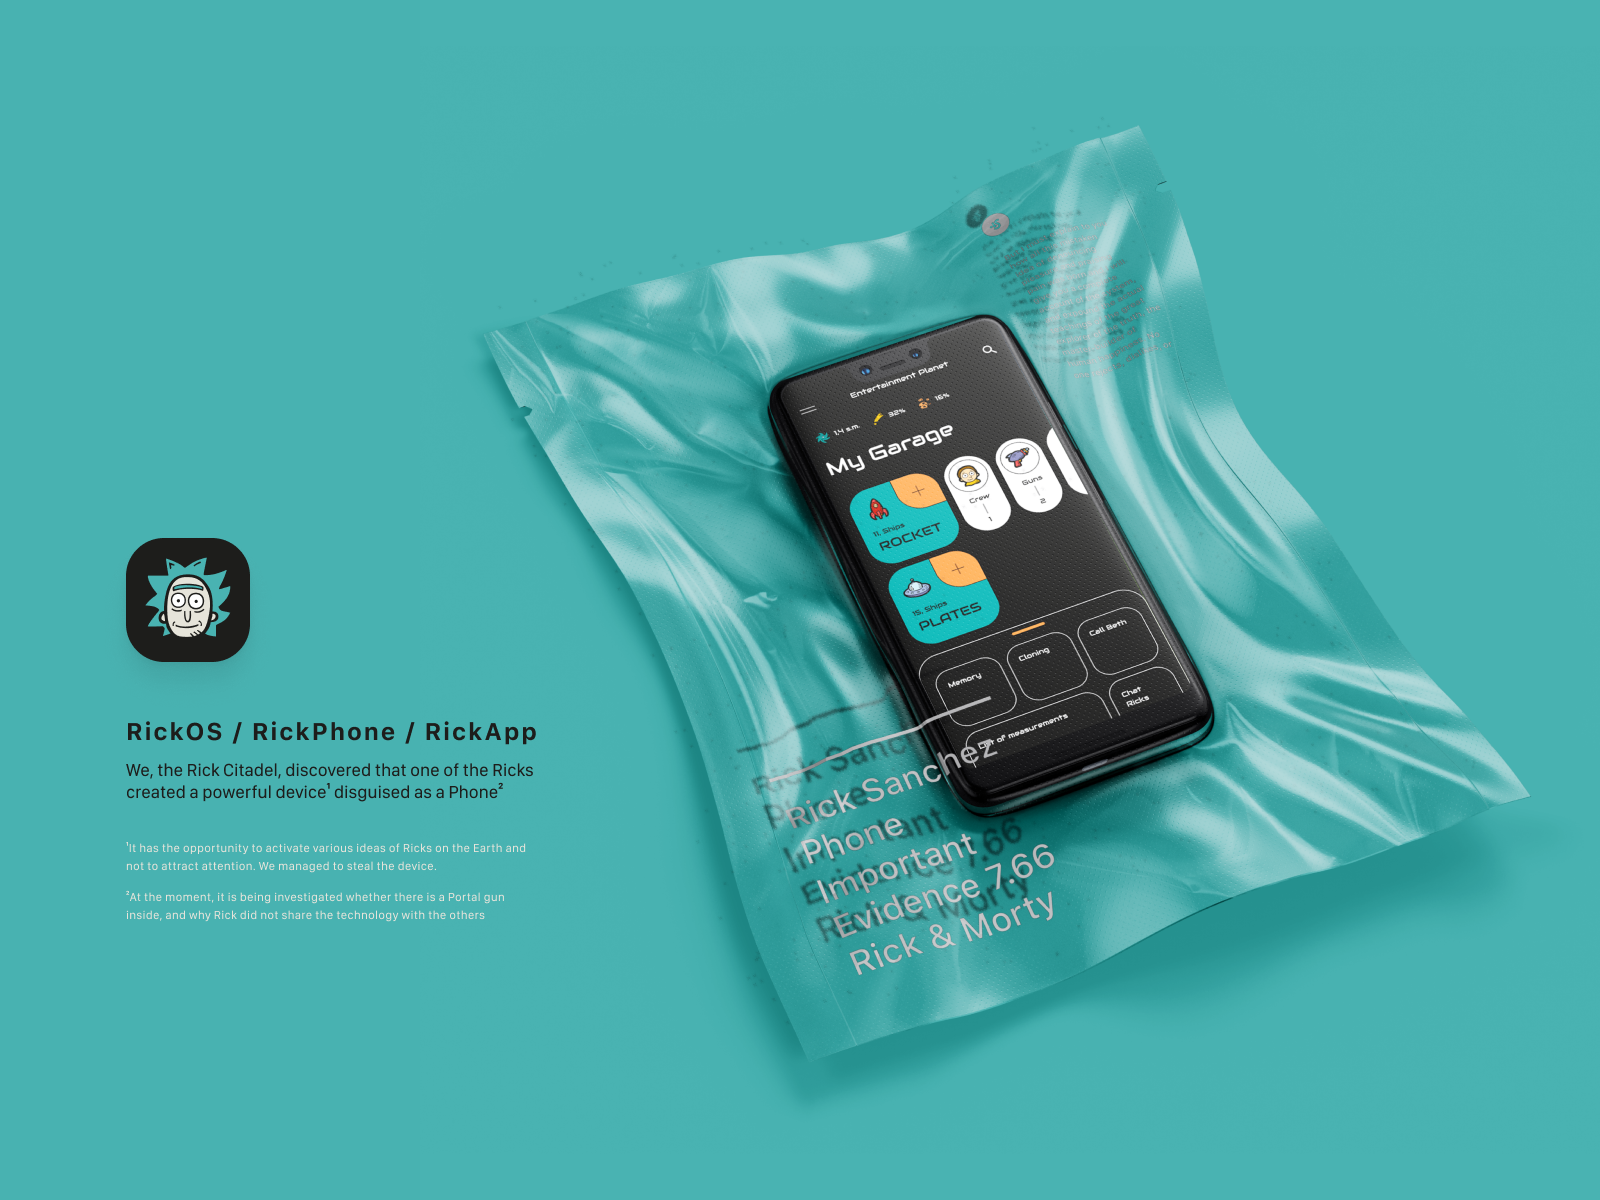 RickOS / RickPhone / RickApp
We, the Rick Citadel, discovered that one of the Ricks
created a powerful device¹ disguised as a Phone²
¹It has the opportunity to activate various ideas of Ricks on the Earth and
not to attract attention. We managed to steal the device.
²At the moment, it is being investigated whether there is a Portal gun
inside, and why Rick did not share the technology with the others
Entertainment Planet
1,4 s.m. 32% 16%
My Garage
11. Ships
ROCKET
Crew
1
Guns
2
15. Ships
PLATES
Memory
Cloning
Call Beth
of measurements
Chat
Ricks
Rick Sanchez
Phone
Important
Evidence 7.66
Rick & Morty